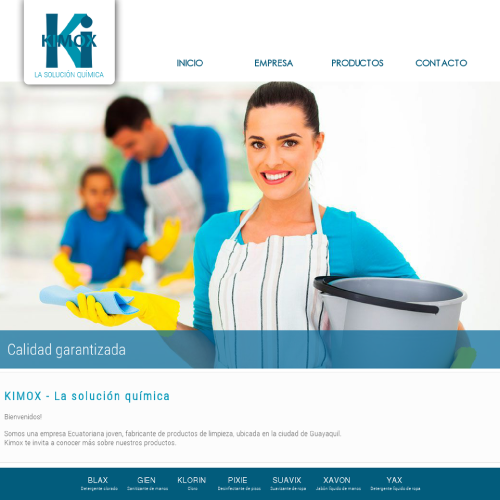 Ki
KIMOX
LA SOLUCIÓN QUÍMICA
INICIO EMPRESA PRODUCTOS CONTACTO
Calidad garantizada
KIMOX - La solución química
Bienvenidos!
Somos una empresa Ecuatoriana joven, fabricante de productos de limpieza, ubicada en la ciudad de Guayaquil.
Kimox te invita a conocer más sobre nuestros productos.
BLAX GEN KLORIN PIXIE SUAVIX XAVON YAX
Detergente clorado Sanitizante de manos Cloro Desinfectante de pisos Suavizante de ropa Jabón líquido de manos Detergente líquido de ropa